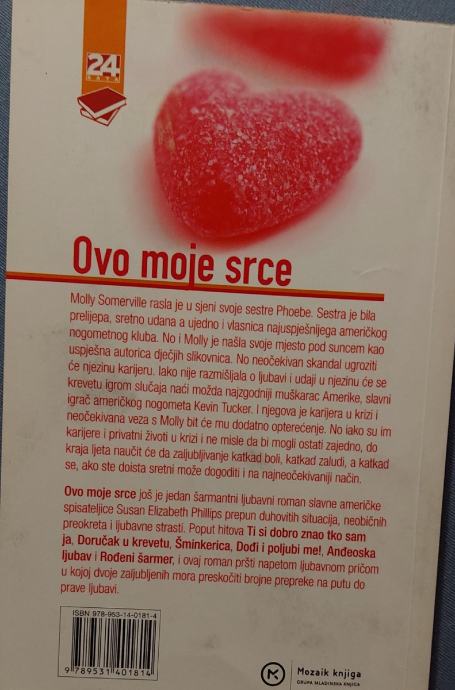 24
SATA
Ovo moje srce
Molly Somerville rasla je u sjeni svoje sestre Phoebe. Sestra je bila
prelijepa, sretno udana a ujedno i vlasnica najuspješnijega američkog
nogometnog kluba. No i Molly je našla svoje mjesto pod suncem kao
uspješna autorica dječjih slikovnica. No neočekivan skandal ugroziti
će njezinu karijeru. Iako nije razmišljala o ljubavi i udaji u njezinu će se
krevetu igrom slučaja naći možda najzgodniji muškarac Amerike, slavni
igrač američkog nogometa Kevin Tucker. I njegova je karijera u krizi i
neočekivana veza s Molly bit će mu dodatno opterećenje. No iako su im
karijere i privatni životi u krizi i ne misle da bi mogli ostati zajedno, do
kraja ljeta naučit će da zaljubljivanje katkad boli, katkad zaludi, a katkad
se, ako ste doista sretni može dogoditi i na najneočekivaniji način.
Ovo moje srce još je jedan šarmantni ljubavni roman slavne američke
spisateljice Susan Elizabeth Phillips prepun duhovitih situacija, neobičnih
preokreta i ljubavne strasti. Poput hitova Ti si dobro znao tko sam
ja, Doručak u krevetu, Šminkerica, Dođi i poljubi me!, Anđeoska
ljubav i Rođeni šarmer, i ovaj roman pršti napetom ljubavnom pričom
u kojoj dvoje zaljubljenih mora preskočiti brojne prepreke na putu do
prave ljubavi.
ISBN 978-953-14-0181-4
9 789531 401814
Mozaik knjiga
GRUPA MLADINSKA KNJIGA